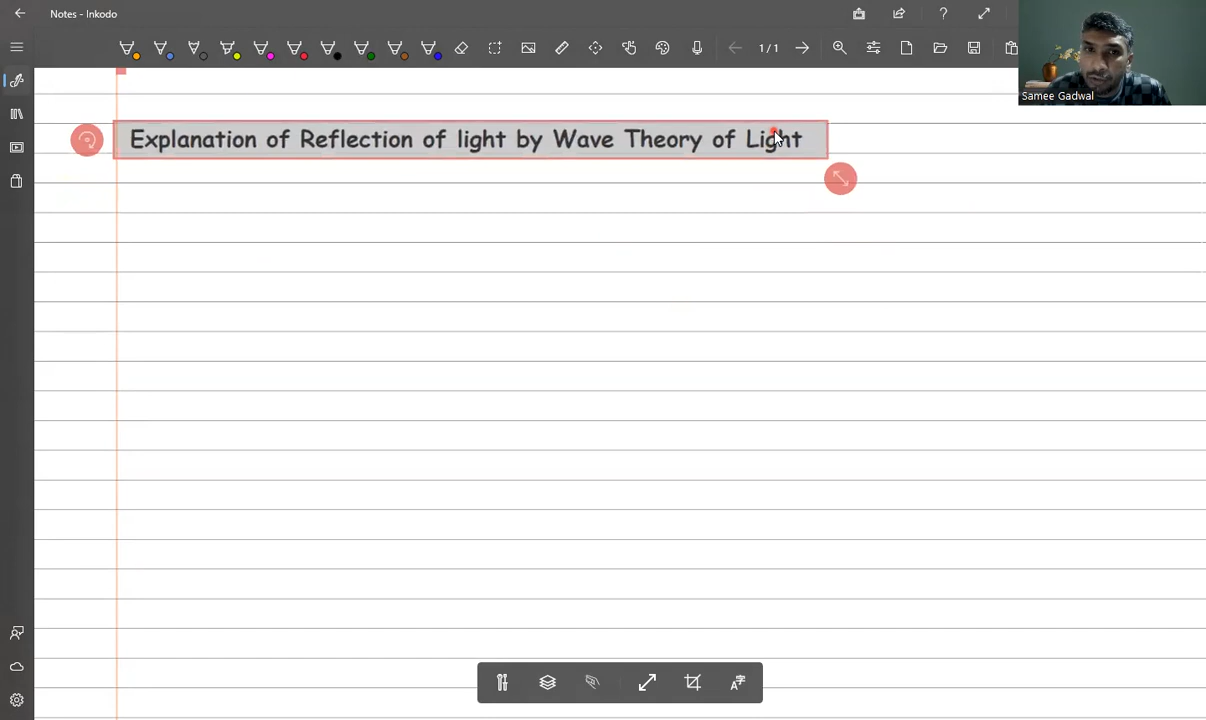 Notes - Inkodo
1 / 1
Samee Gadwal
Explanation of Reflection of light by Wave Theory of Light